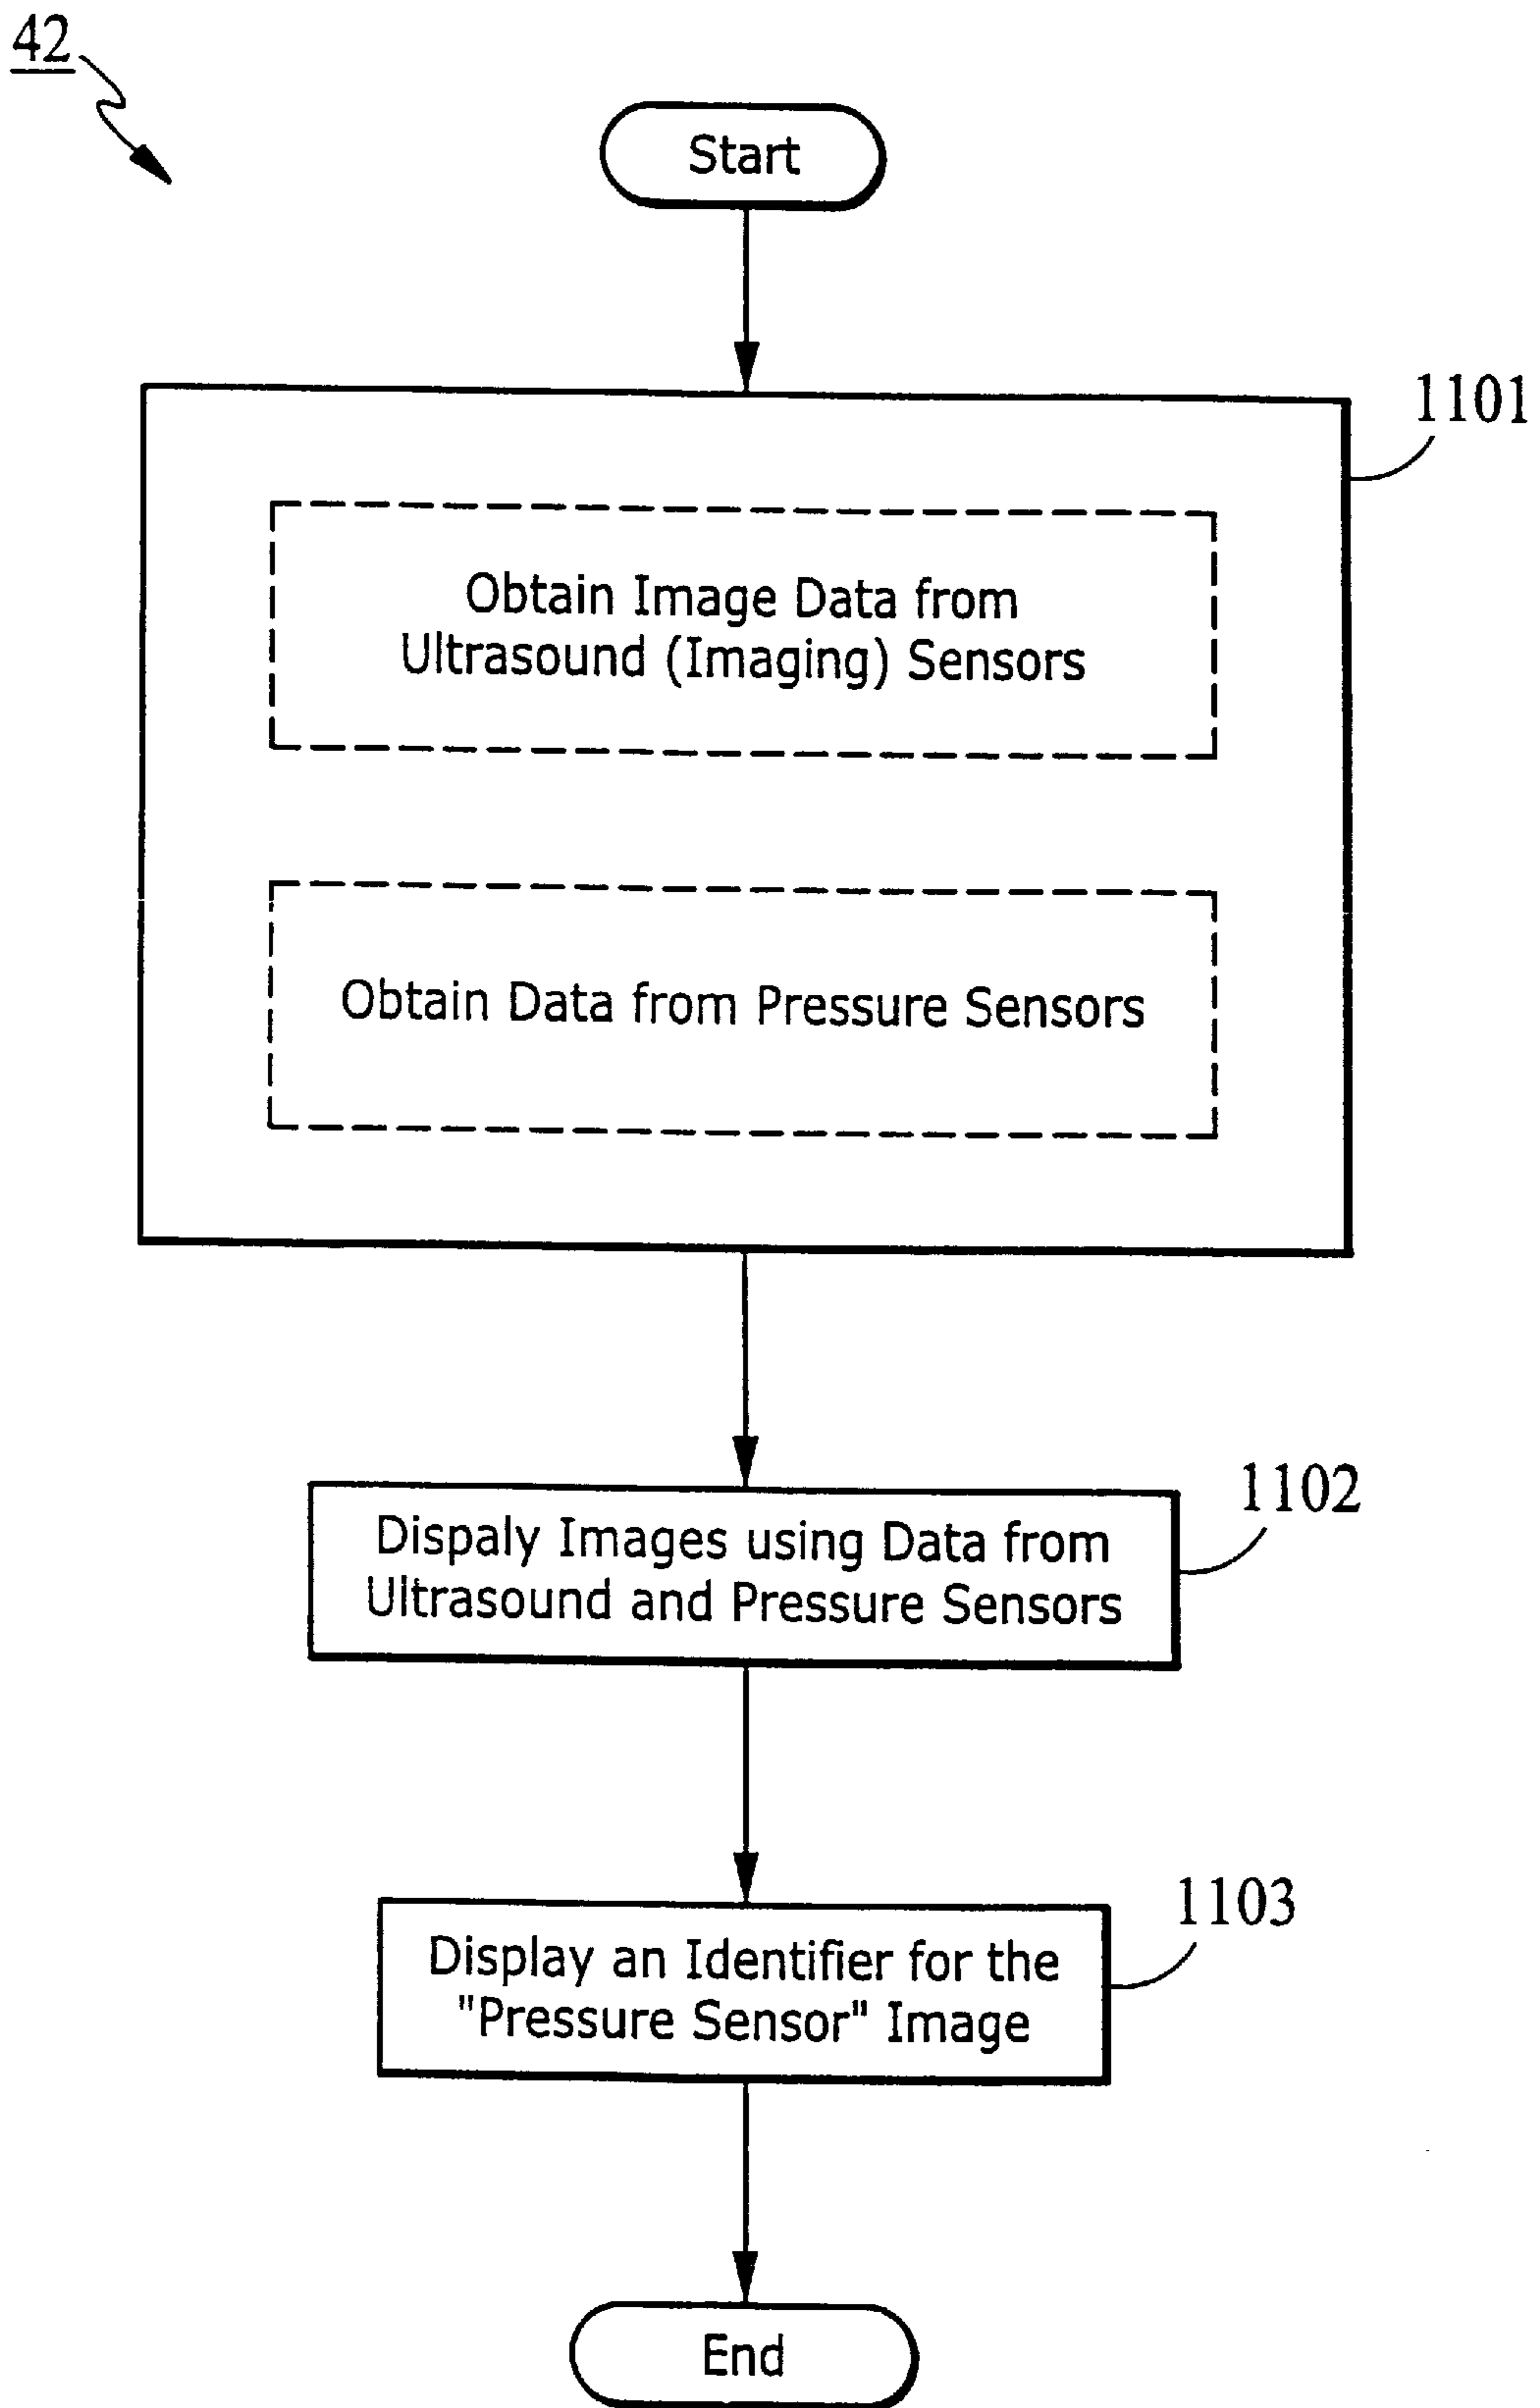 42
Start
1101
Obtain Image Data from
Ultrasound (Imaging) Sensors
Obtain Data from Pressure Sensors
1102
Dispaly Images using Data from
Ultrasound and Pressure Sensors
1103
Display an Identifier for the
"Pressure Sensor" Image
End